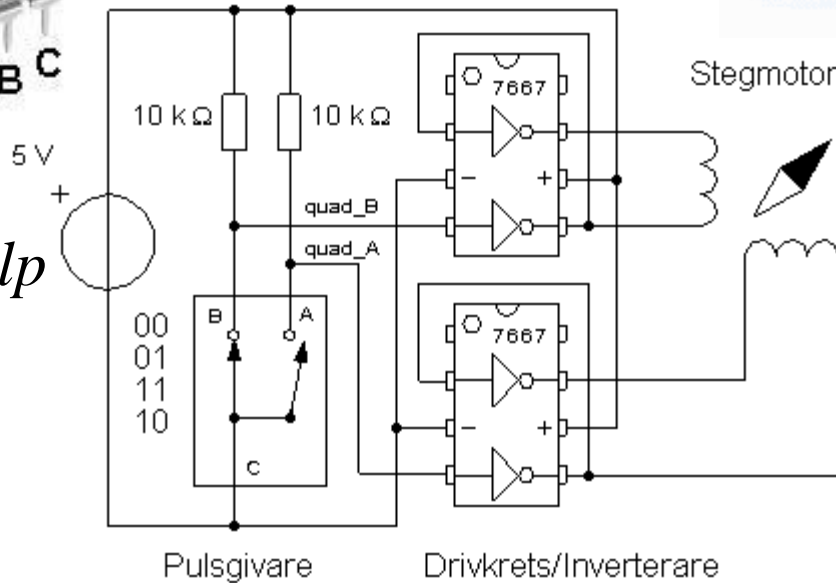 B C
Stegmotor
7667
10 kΩ 10 kΩ
5 V
+
- +
quad_B
quad_A
lp
B A
7667
00
01
11
10
- +
C
Pulsgivare Drivkrets/Inverterare